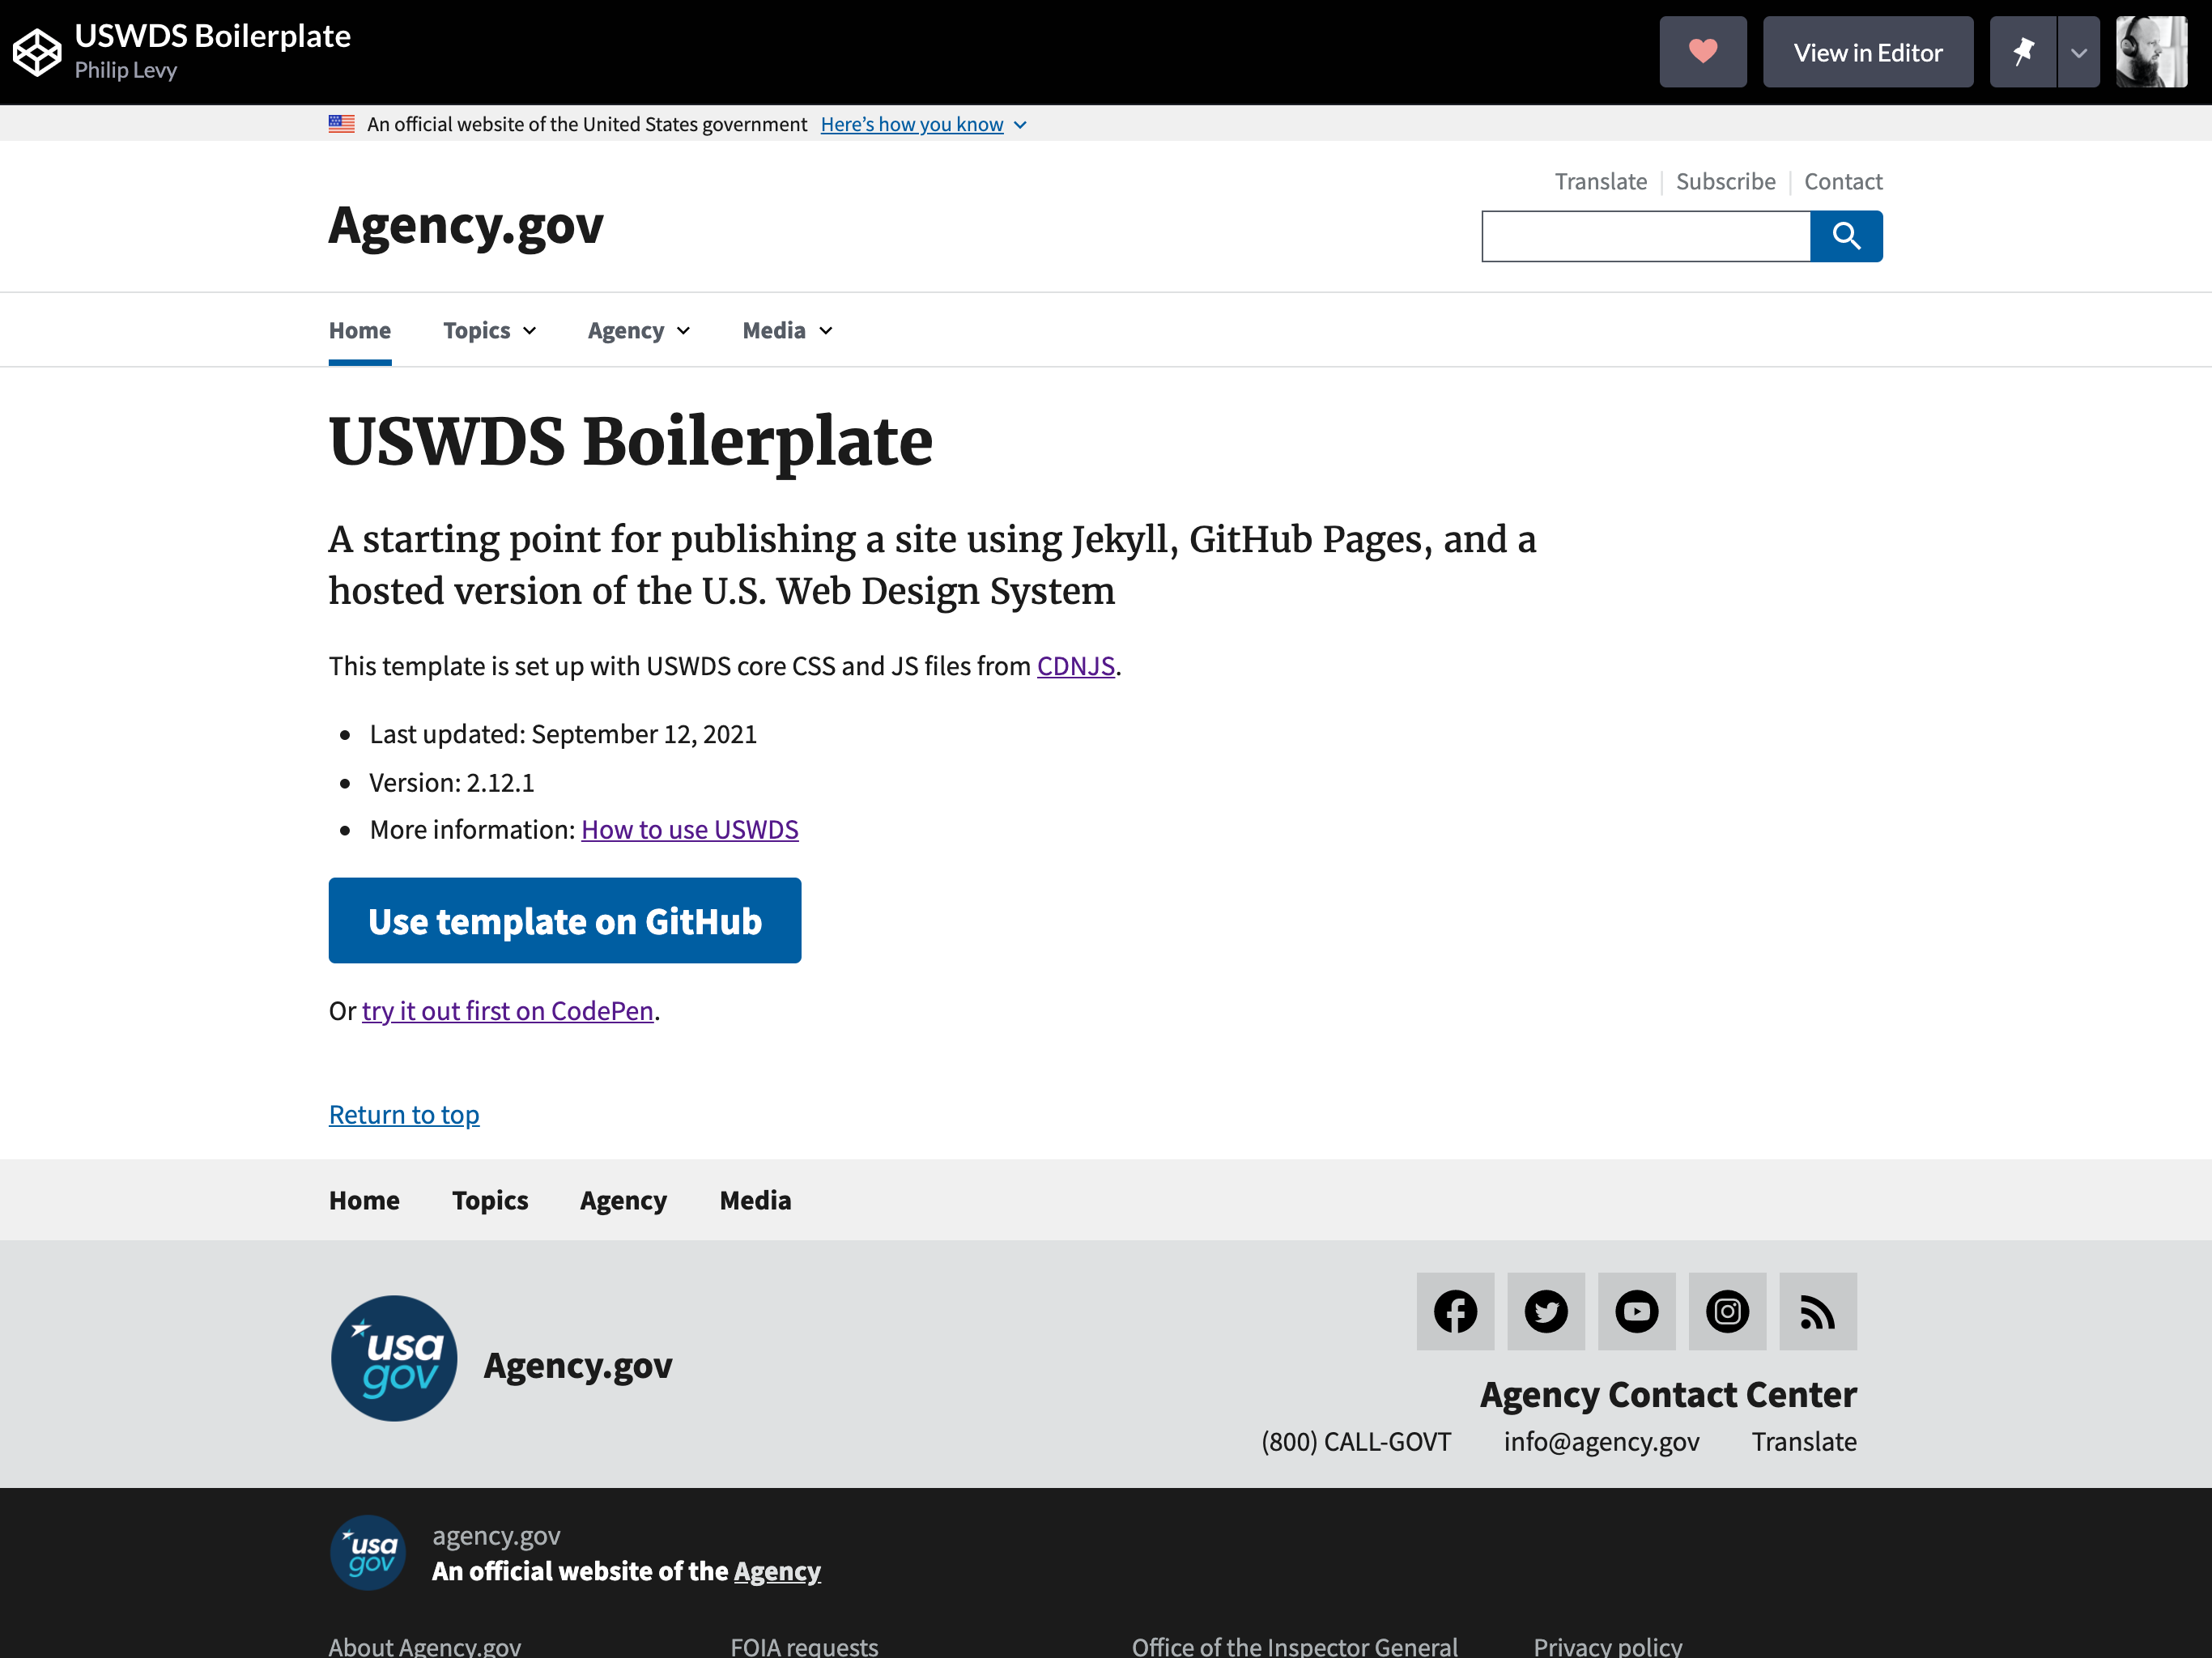 USWDS Boilerplate
Philip Levy
View in Editor
An official website of the United States government Here’s how you know
Translate Subscribe Contact
Agency.gov
Home Topics Agency Media
USWDS Boilerplate
A starting point for publishing a site using Jekyll, GitHub Pages, and a
hosted version of the U.S. Web Design System
This template is set up with USWDS core CSS and JS files from CDNJS.
Last updated: September 12, 2021
Version: 2.12.1
More information: How to use USWDS
Use template on GitHub
Or try it out first on CodePen.
Return to top
Home Topics Agency Media
usa
gov
Agency.gov
Agency Contact Center
(800) CALL-GOVT info@agency.gov Translate
usa
gov
agency.gov
An official website of the Agency
About Agency.gov FOIA requests Office of the Inspector General Privacy policy